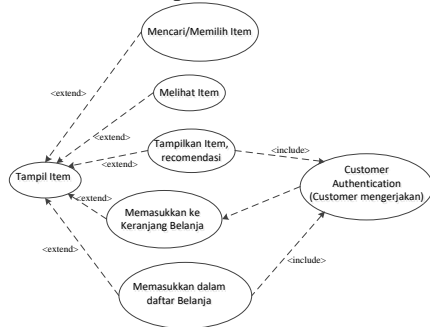 Mencari/Memilih Item
<extend>
Melihat Item
<extend>
Tampilkan Item,
recomendasi
<extend>
<include>
Tampil Item
Customer
Authentication
(Customer mengerjakan)
<extend>
Memasukkan ke
Keranjang Belanja
<extend>
<include>
Memasukkan dalam
daftar Belanja